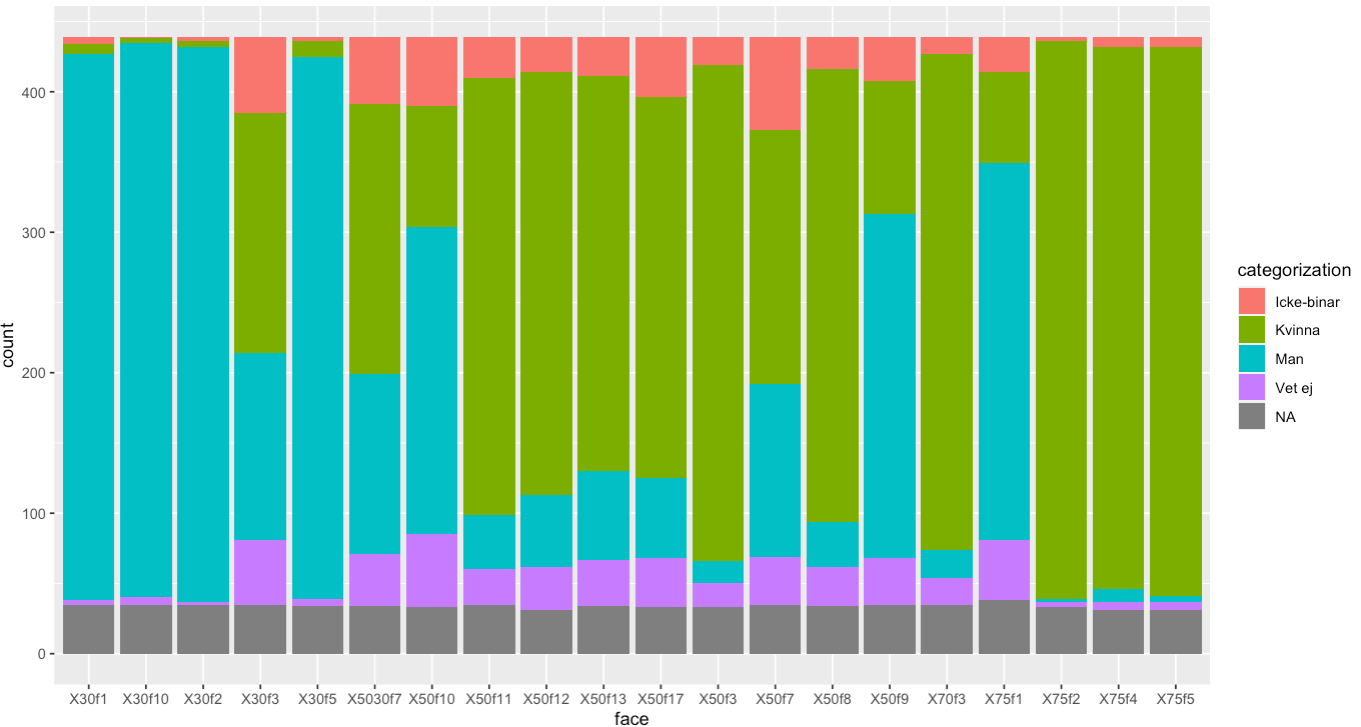 400
300
200
100
0
count
X30f1 X30f10 X30f2 X30f3 X30f5 X5030f7 X50f10 X50f11 X50f12 X50f13 X50f17 X50f3 X50f7 X50f8 X50f9 X70f3 X75f1 X75f2 X75f4 X75f5
face
categorization
Icke-binar
Kvinna
Man
Vet ej
NA